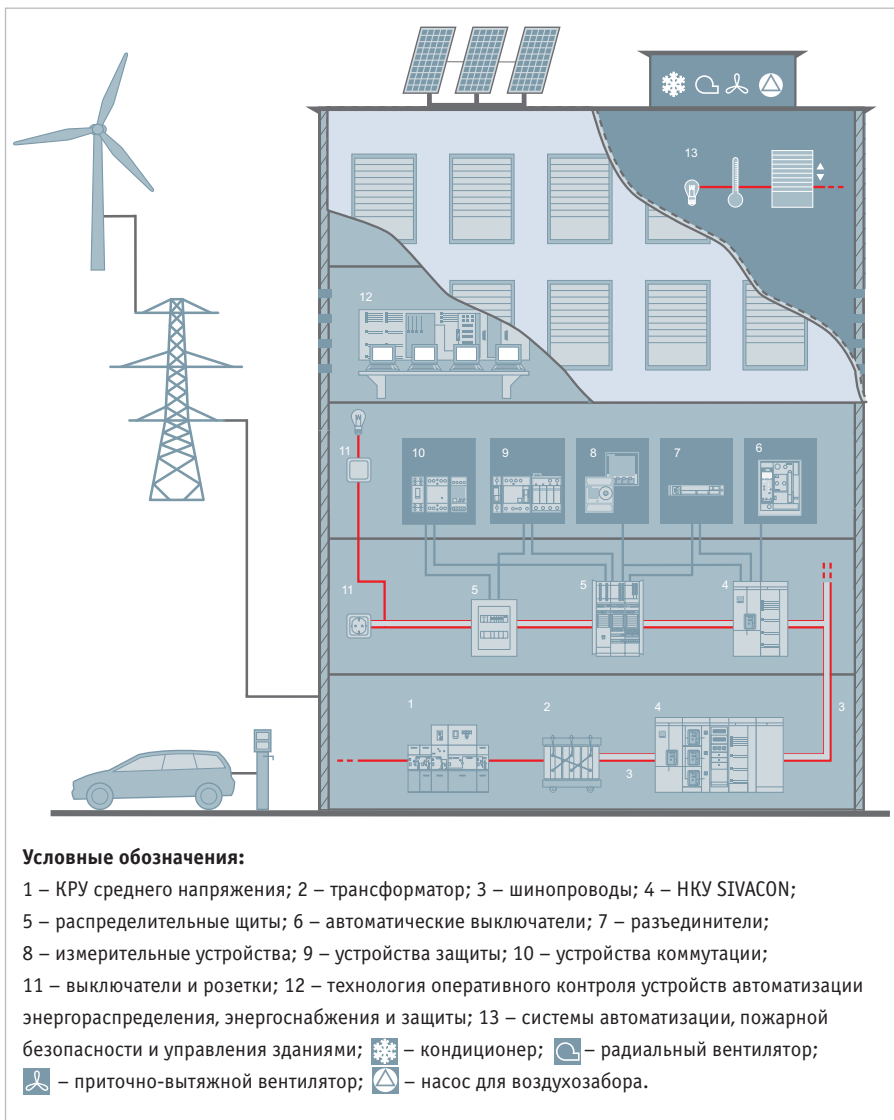 13
12
11
10
9
8
7
6
11
5
5
4
1
2
4
3
3
Условные обозначения:
1 – КРУ среднего напряжения; 2 – трансформатор; 3 – шинопроводы; 4 – НКУ SIVACON;
5 – распределительные щиты; 6 – автоматические выключатели; 7 – разъединители;
8 – измерительные устройства; 9 – устройства защиты; 10 – устройства коммутации;
11 – выключатели и розетки; 12 – технология оперативного контроля устройств автоматизации
энергораспределения, энергоснабжения и защиты; 13 – системы автоматизации, пожарной
безопасности и управления зданиями; – кондиционер; – радиальный вентилятор;
– приточно-вытяжной вентилятор; – насос для воздухозабора.